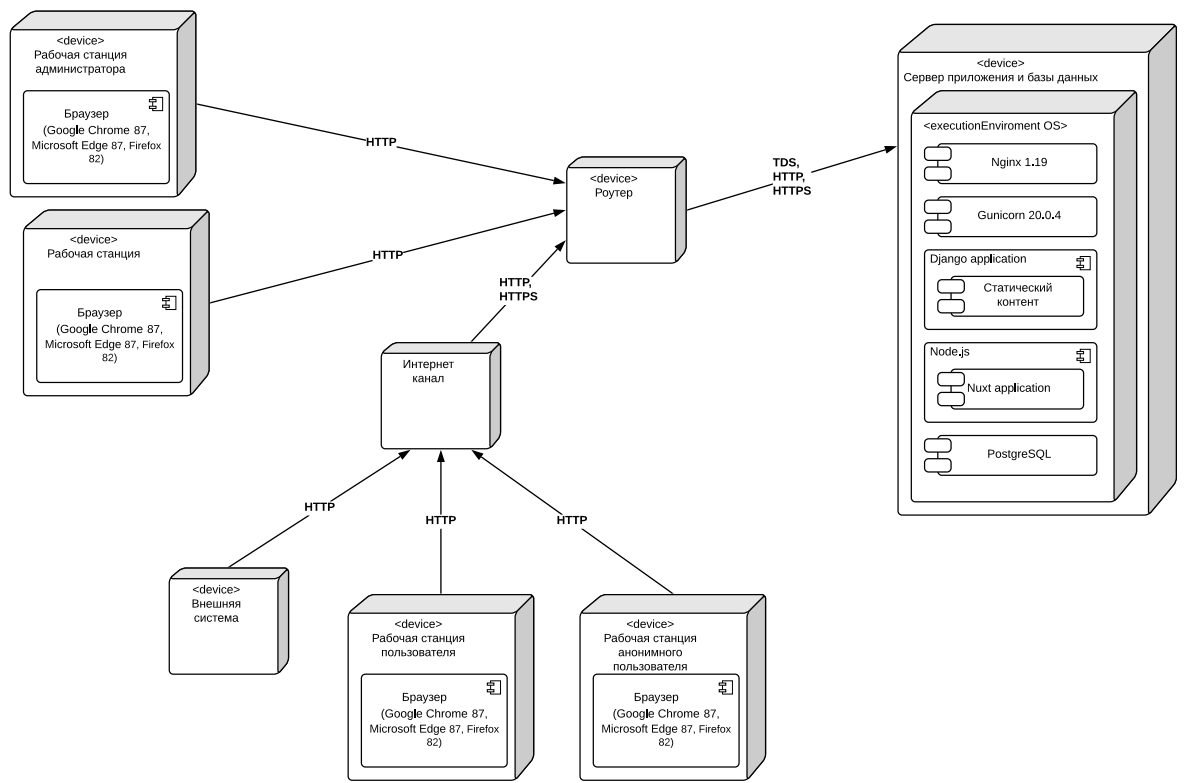 <device>
Рабочая станция
администратора
Браузер
(Google Chrome 87,
Microsoft Edge 87, Firefox
82)
HTTP
<device>
Рабочая станция
Браузер
(Google Chrome 87,
Microsoft Edge 87, Firefox
82)
HTTP
<device>
Роутер
TDS,
HTTP,
HTTPS
<device>
Сервер приложения и базы данных
<executionEnviroment OS>
Nginx 1.19
Gunicorn 20.0.4
Django application
Статический
контент
Node.js
Nuxt application
PostgreSQL
HTTP,
HTTPS
Интернет
канал
HTTP
HTTP
HTTP
<device>
Внешняя
система
<device>
Рабочая станция
пользователя
Браузер
(Google Chrome 87,
Microsoft Edge 87, Firefox
82)
<device>
Рабочая станция
анонимного
пользователя
Браузер
(Google Chrome 87,
Microsoft Edge 87, Firefox
82)